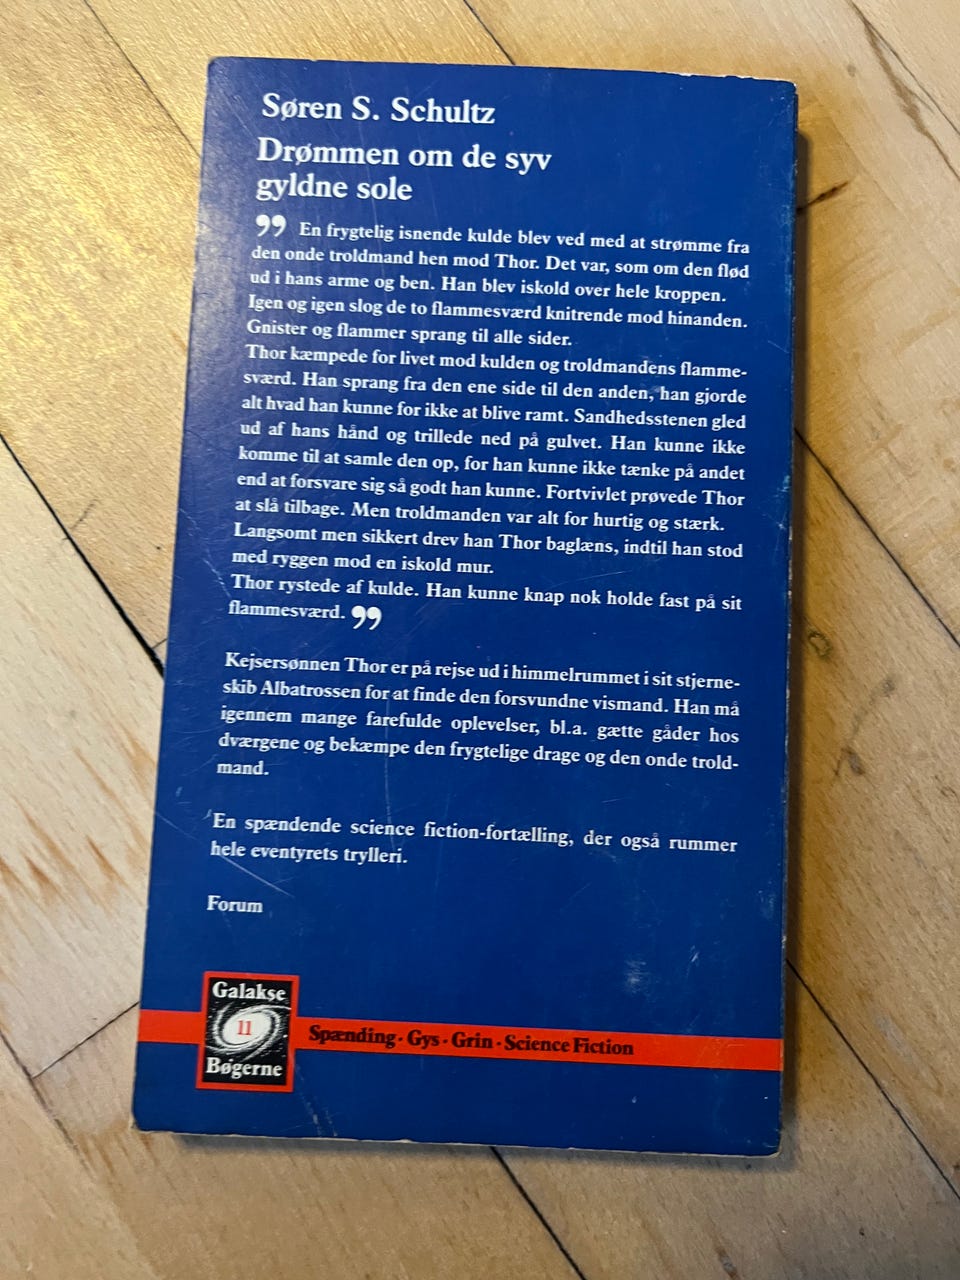 Søren S. Schultz
Drømmen om de syv
gyldne sole
” En frygtelig isnende kulde blev ved med at strømme fra
den onde troldmand hen mod Thor. Det var, som om den flød
ud i hans arme og ben. Han blev iskold over hele kroppen.
Igen og igen slog de to flammesværd knitrende mod hinanden.
Gnister og flammer sprang til alle sider.
Thor kæmpede for livet mod kulden og troldmandens flamme-
sværd. Han sprang fra den ene side til den anden, han gjorde
alt hvad han kunne for ikke at blive ramt. Sandhedsstenen gled
ud af hans hånd og trillede ned på gulvet. Han kunne ikke
komme til at samle den op, for han kunne ikke tænke på andet
end at forsvare sig så godt han kunne. Fortvivlet prøvede Thor
at slå tilbage. Men troldmanden var alt for hurtig og stærk.
Langsomt men sikkert drev han Thor baglæns, indtil han stod
med ryggen mod en iskold mur.
Thor rystede af kulde. Han kunne knap nok holde fast på sit
flammesværd. ”
Kejsersønnen Thor er på rejse ud i himmelrummet i sit stjerne-
skib Albatrossen for at finde den forsvundne vismand. Han må
igennem mange farefulde oplevelser, bl.a. gætte gåder hos
dværgene og bekæmpe den frygtelige drage og den onde trold-
mand.
En spændende science fiction-fortælling, der også rummer
hele eventyrets trylleri.
Forum
Galakse
11
Bøgerne
Spænding · Gys · Grin · Science Fiction